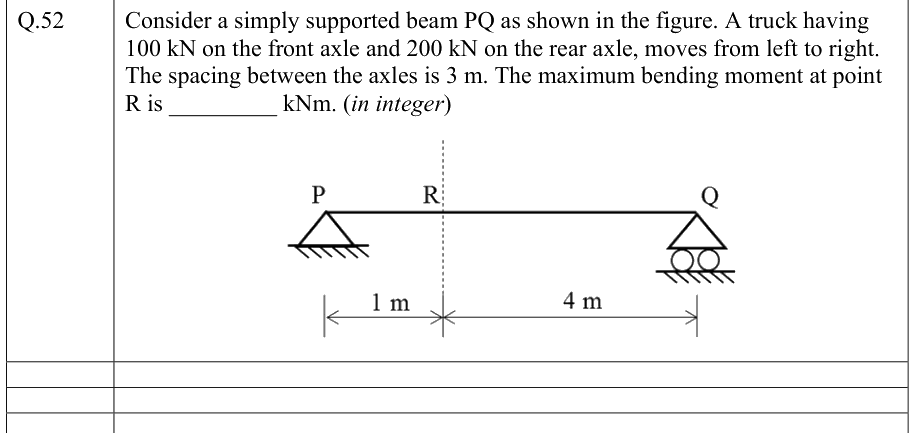 Q.52 Consider a simply supported beam PQ as shown in the figure. A truck having
100 kN on the front axle and 200 kN on the rear axle, moves from left to right.
The spacing between the axles is 3 m. The maximum bending moment at point
R is __________ kNm. (in integer)
P R Q
1 m 4 m